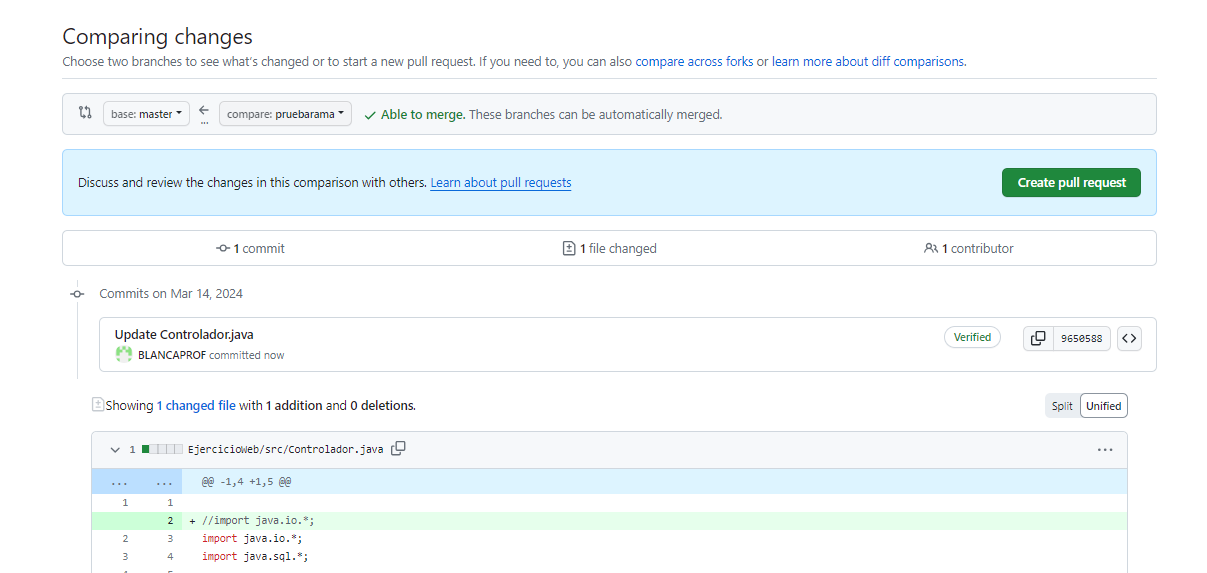 Comparing changes
Choose two branches to see what's changed or to start a new pull request. If you need to, you can also compare across forks or learn more about diff comparisons.
base: master ... compare: pruebarama Able to merge. These branches can be automatically merged.
Discuss and review the changes in this comparison with others. Learn about pull requests Create pull request
1 commit 1 file changed 1 contributor
Commits on Mar 14, 2024
Update Controlador.java Verified 9650588
BLANCAPROF committed now
Showing 1 changed file with 1 addition and 0 deletions. Split Unified
1 EjercicioWeb/src/Controlador.java ...
... ... @@ -1,4 +1,5 @@
1 1
2 + //import java.io.*;
2 3 import java.io.*;
3 4 import java.sql.*;